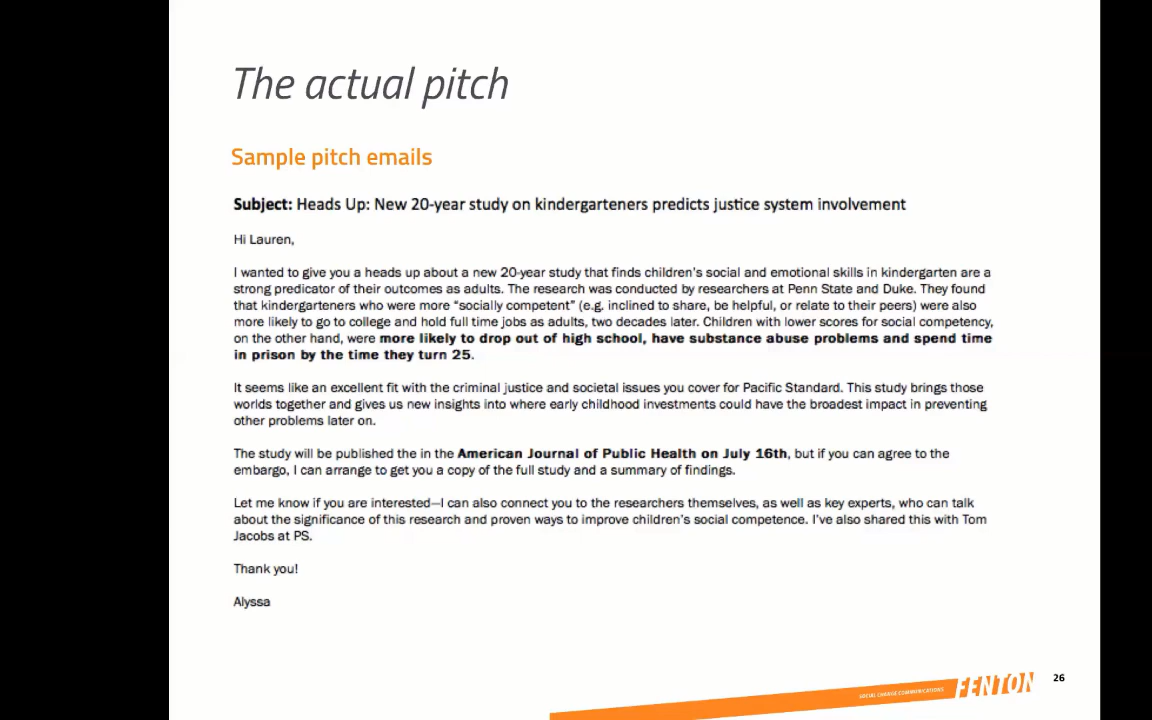 The actual pitch
Sample pitch emails
Subject: Heads Up: New 20-year study on kindergarteners predicts justice system involvement
Hi Lauren,
I wanted to give you a heads up about a new 20-year study that finds children's social and emotional skills in kindergarten are a
strong predicator of their outcomes as adults. The research was conducted by researchers at Penn State and Duke. They found
that kindergarteners who were more "socially competent" (e.g. inclined to share, be helpful, or relate to their peers) were also
more likely to go to college and hold full time jobs as adults, two decades later. Children with lower scores for social competency,
on the other hand, were more likely to drop out of high school, have substance abuse problems and spend time
in prison by the time they turn 25.
It seems like an excellent fit with the criminal justice and societal issues you cover for Pacific Standard. This study brings those
worlds together and gives us new insights into where early childhood investments could have the broadest impact in preventing
other problems later on.
The study will be published the in the American Journal of Public Health on July 16th, but if you can agree to the
embargo, I can arrange to get you a copy of the full study and a summary of findings.
Let me know if you are interested—I can also connect you to the researchers themselves, as well as key experts, who can talk
about the significance of this research and proven ways to improve children's social competence. I've also shared this with Tom
Jacobs at PS.
Thank you!
Alyssa
SOCIAL CHANGE COMMUNICATIONS FENTON 26